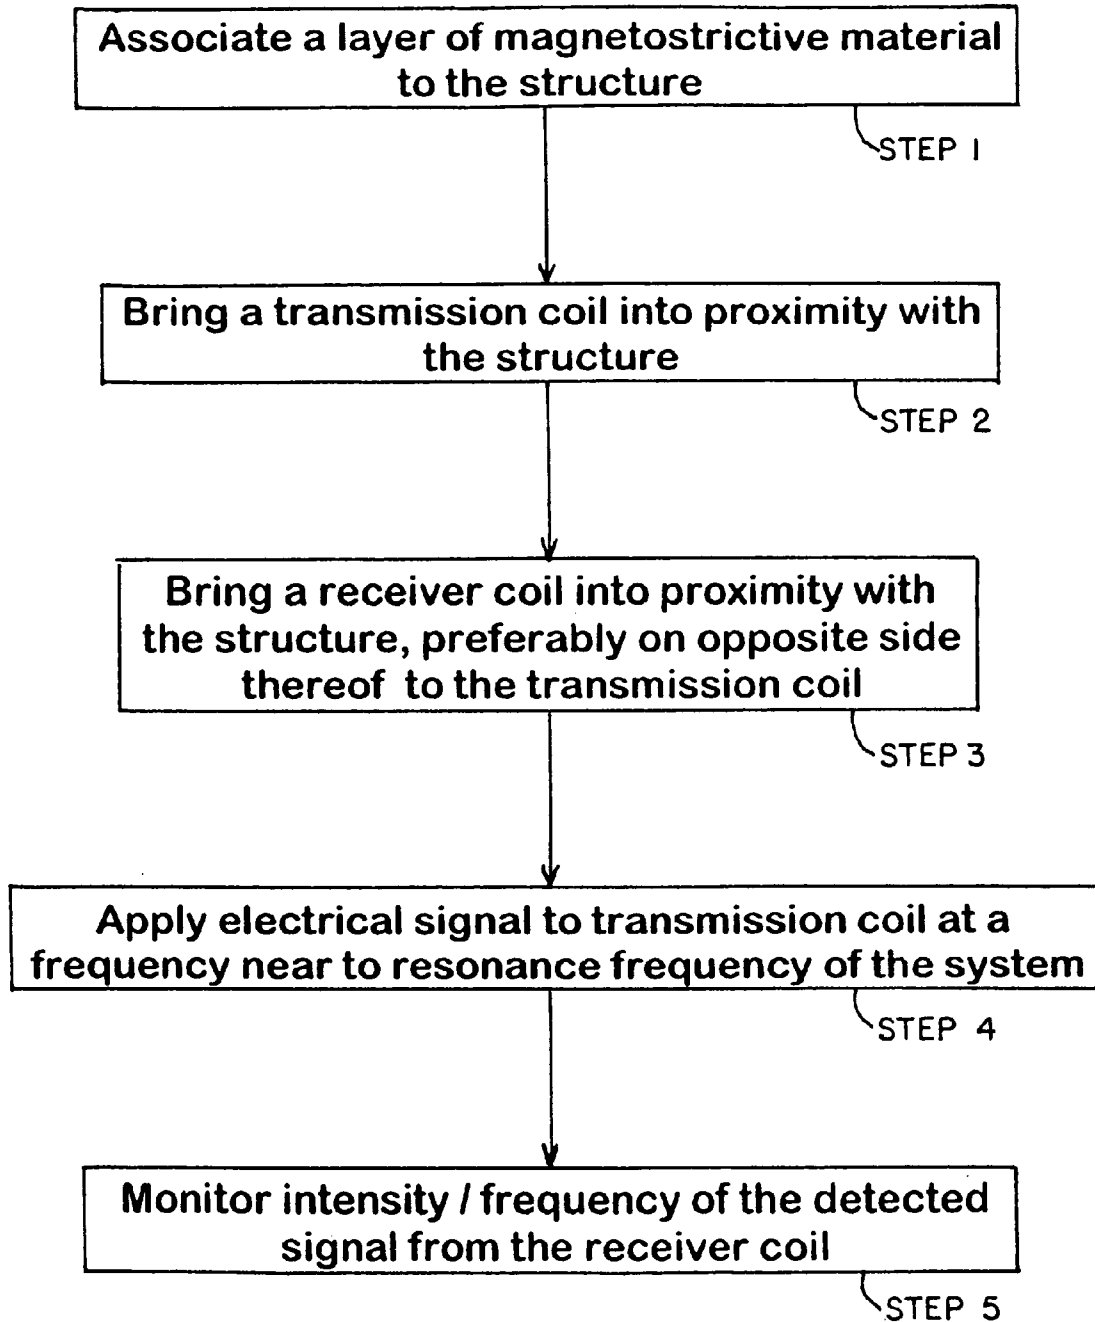 Associate a layer of magnetostrictive material
to the structure
STEP 1
Bring a transmission coil into proximity with
the structure
STEP 2
Bring a receiver coil into proximity with
the structure, preferably on opposite side
thereof to the transmission coil
STEP 3
Apply electrical signal to transmission coil at a
frequency near to resonance frequency of the system
STEP 4
Monitor intensity / frequency of the detected
signal from the receiver coil
STEP 5